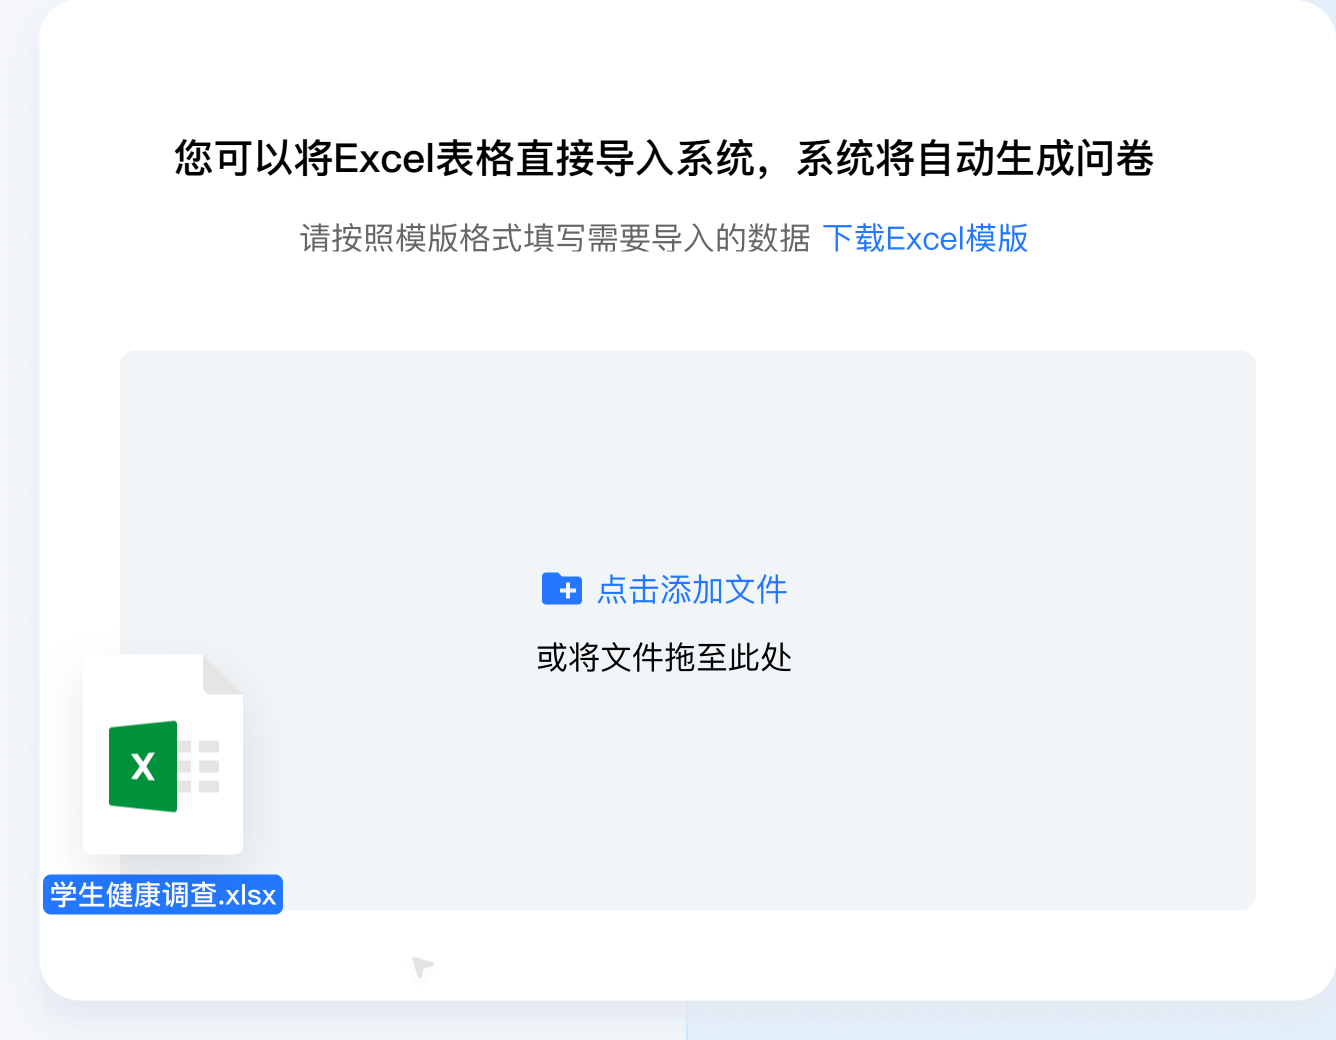 您可以将Excel表格直接导入系统，系统将自动生成问卷
请按照模版格式填写需要导入的数据 下载Excel模版
点击添加文件
或将文件拖至此处
X
学生健康调查.xlsx